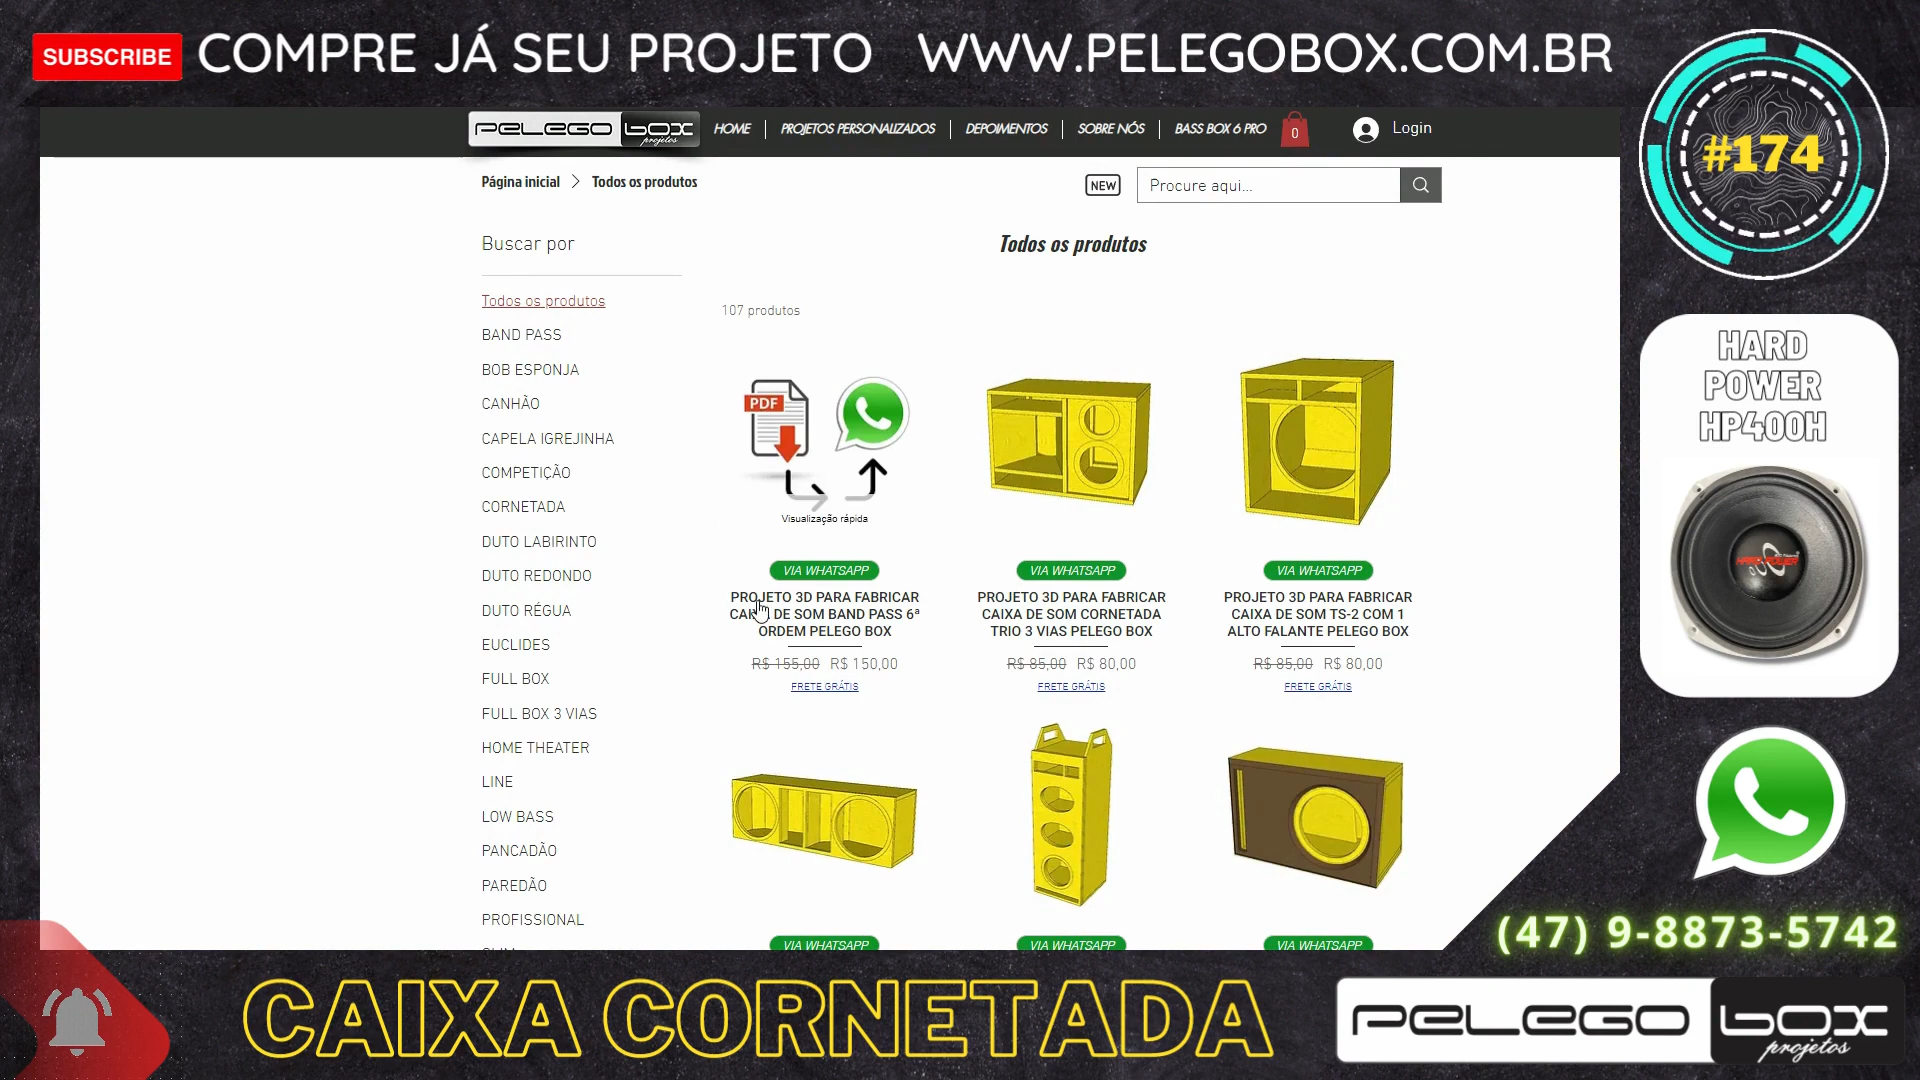 SUBSCRIBE COMPRE JÁ SEU PROJETO WWW.PELEGOBOX.COM.BR
PELEGO box projetos HOME PROJETOS PERSONALIZADOS DEPOIMENTOS SOBRE NÓS BASS BOX 6 PRO 0 Login
#174
Página inicial > Todos os produtos NEW Procure aqui...
Buscar por
Todos os produtos
Todos os produtos
BAND PASS
BOB ESPONJA
CANHÃO
CAPELA IGREJINHA
COMPETIÇÃO
CORNETADA
DUTO LABIRINTO
DUTO REDONDO
DUTO RÉGUA
EUCLIDES
FULL BOX
FULL BOX 3 VIAS
HOME THEATER
LINE
LOW BASS
PANCADÃO
PAREDÃO
PROFISSIONAL
107 produtos
PDF
Visualização rápida
VIA WHATSAPP
PROJETO 3D PARA FABRICAR
CAIXA DE SOM BAND PASS 6ª
ORDEM PELEGO BOX
R$ 155,00 R$ 150,00
FRETE GRÁTIS
VIA WHATSAPP
PROJETO 3D PARA FABRICAR
CAIXA DE SOM CORNETADA
TRIO 3 VIAS PELEGO BOX
R$ 85,00 R$ 80,00
FRETE GRÁTIS
VIA WHATSAPP
PROJETO 3D PARA FABRICAR
CAIXA DE SOM TS-2 COM 1
ALTO FALANTE PELEGO BOX
R$ 85,00 R$ 80,00
FRETE GRÁTIS
VIA WHATSAPP
VIA WHATSAPP
VIA WHATSAPP
HARD
POWER
HP400H
HARD POWER
(47) 9-8873-5742
CAIXA CORNETADA
PELEGO box
projetos